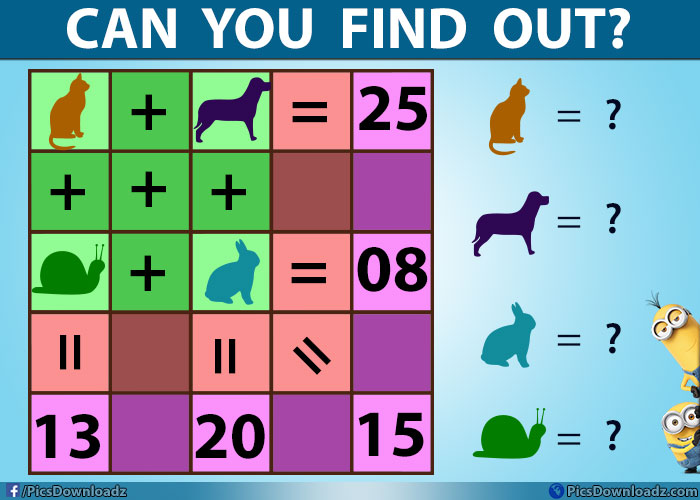 CAN YOU FIND OUT?
+ = 25
= ?
+ + +
= ?
+ = 08
= ?
= = =
13 20 15
= ?
f /PicsDownloadz
PicsDownloadz.com